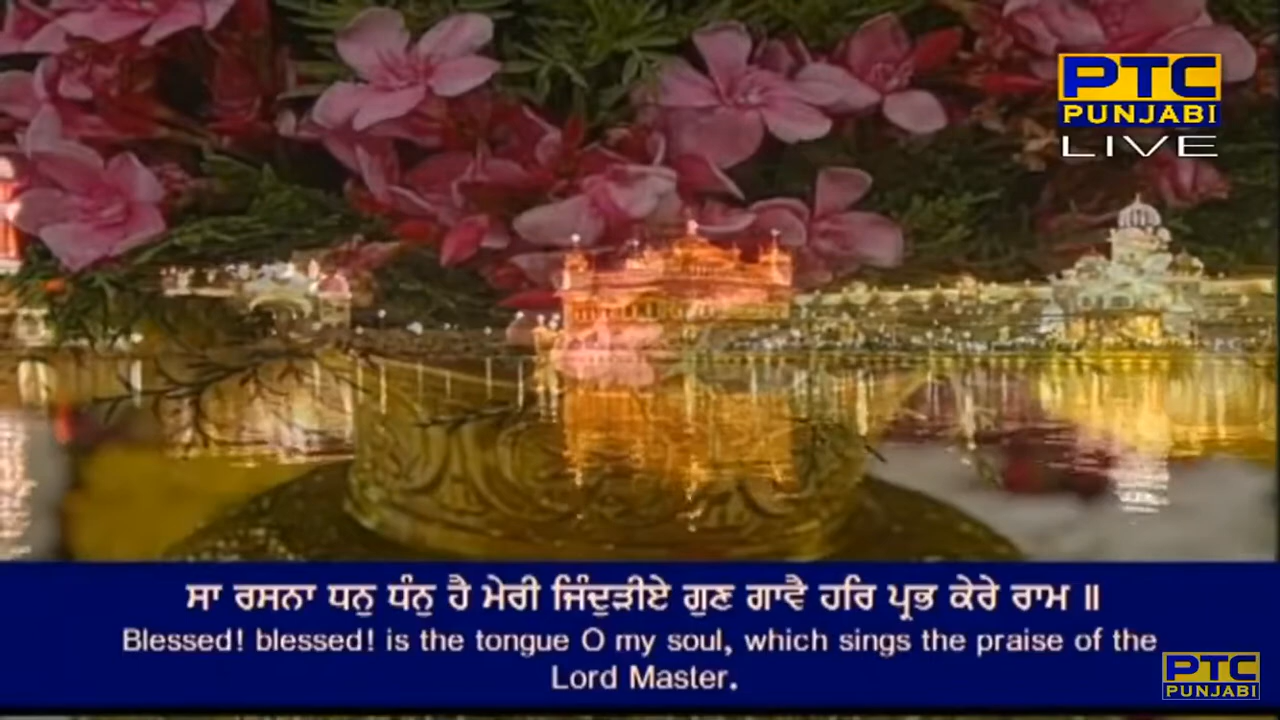 PTC
PUNJABI
LIVE
ਸਾ ਰਸਨਾ ਧਨੁ ਧੰਨੁ ਹੈ ਮੇਰੀ ਜਿੰਦੁੜੀਏ ਗੁਣ ਗਾਵੈ ਹਰਿ ਪ੍ਰਭ ਕੇਰੇ ਰਾਮ ॥
Blessed! blessed! is the tongue O my soul, which sings the praise of the
Lord Master.
PTC
PUNJABI